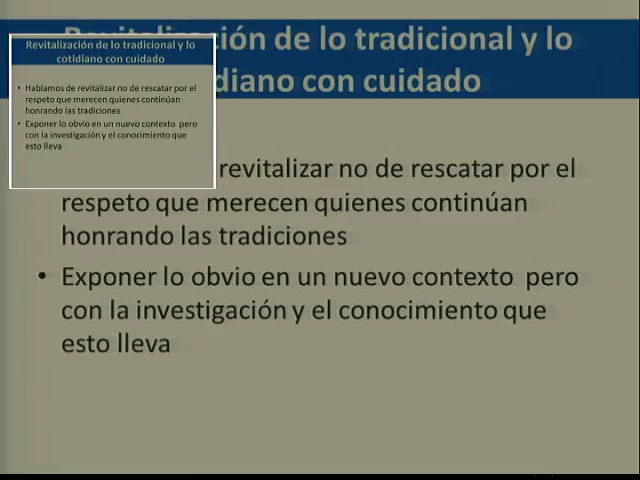 Revitalización de lo tradicional y lo
cotidiano con cuidado
• Hablamos de revitalizar no de rescatar por el
respeto que merecen quienes continúan
honrando las tradiciones
• Exponer lo obvio en un nuevo contexto pero
con la investigación y el conocimiento que
esto lleva
Revitalización de lo tradicional y lo
diano con cuidado
revitalizar no de rescatar por el
respeto que merecen quienes continúan
honrando las tradiciones
• Exponer lo obvio en un nuevo contexto pero
con la investigación y el conocimiento que
esto lleva